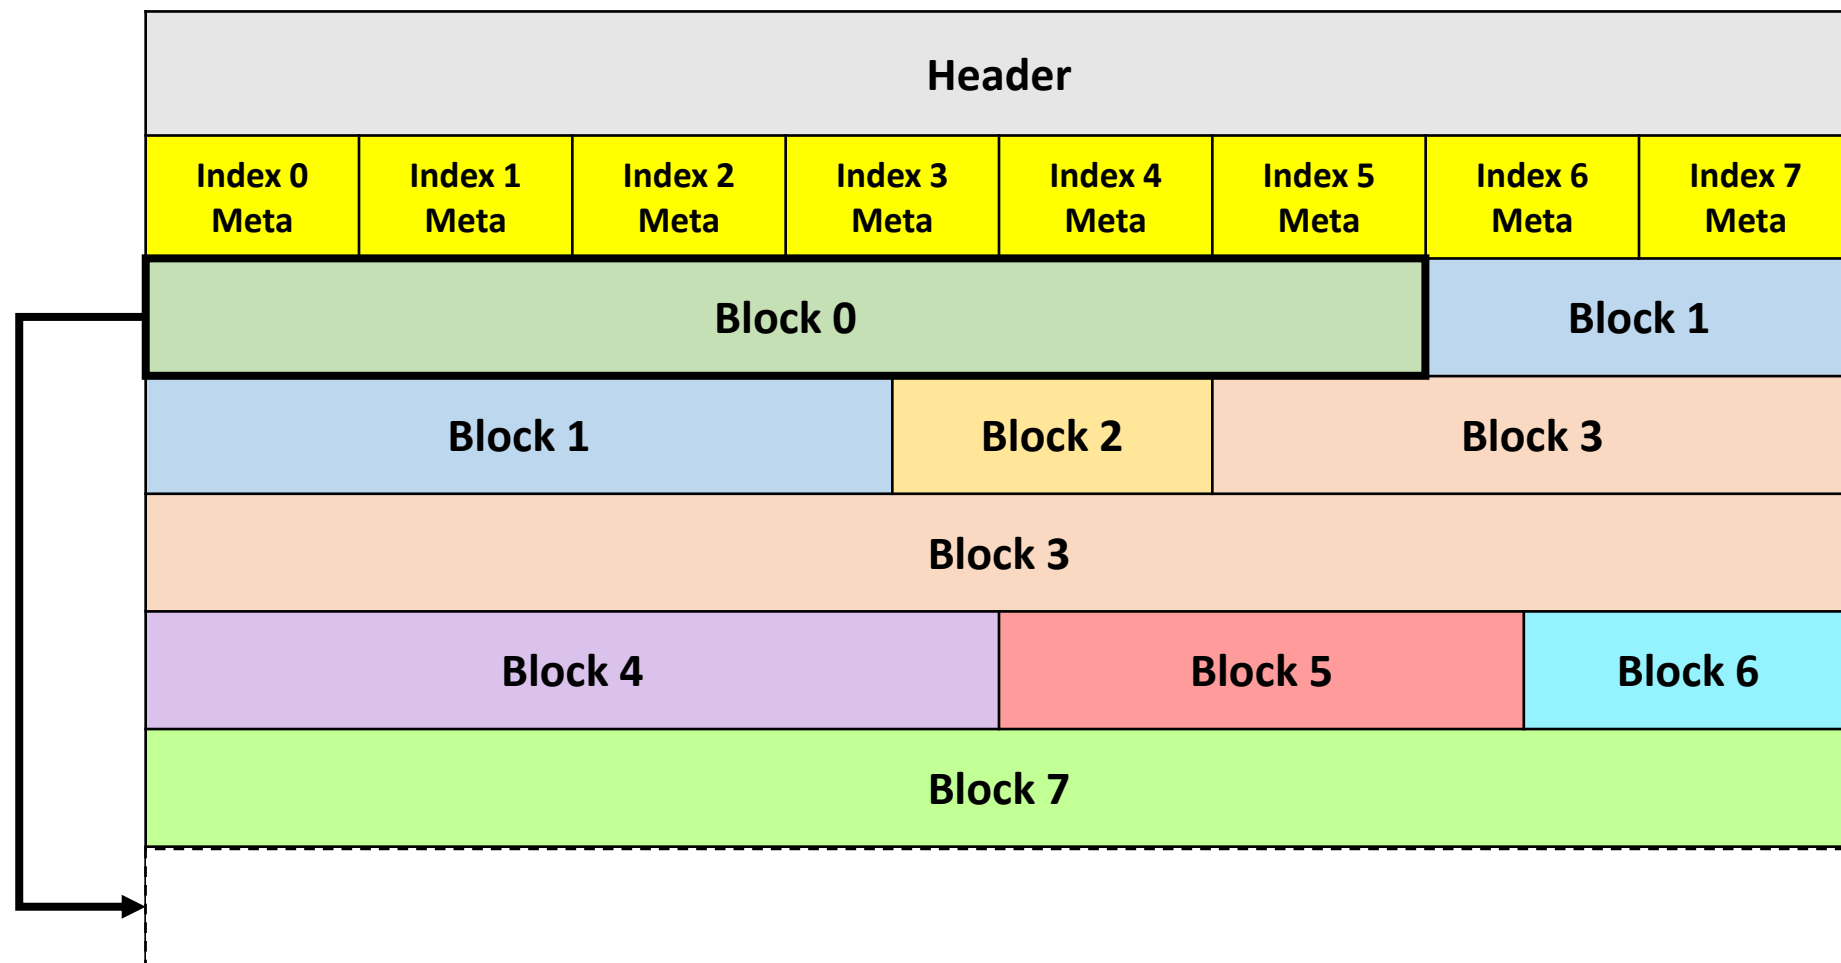 Header
Index 0
Meta
Index 1
Meta
Index 2
Meta
Index 3
Meta
Index 4
Meta
Index 5
Meta
Index 6
Meta
Index 7
Meta
Block 0
Block 1
Block 1
Block 2
Block 3
Block 3
Block 4
Block 5
Block 6
Block 7